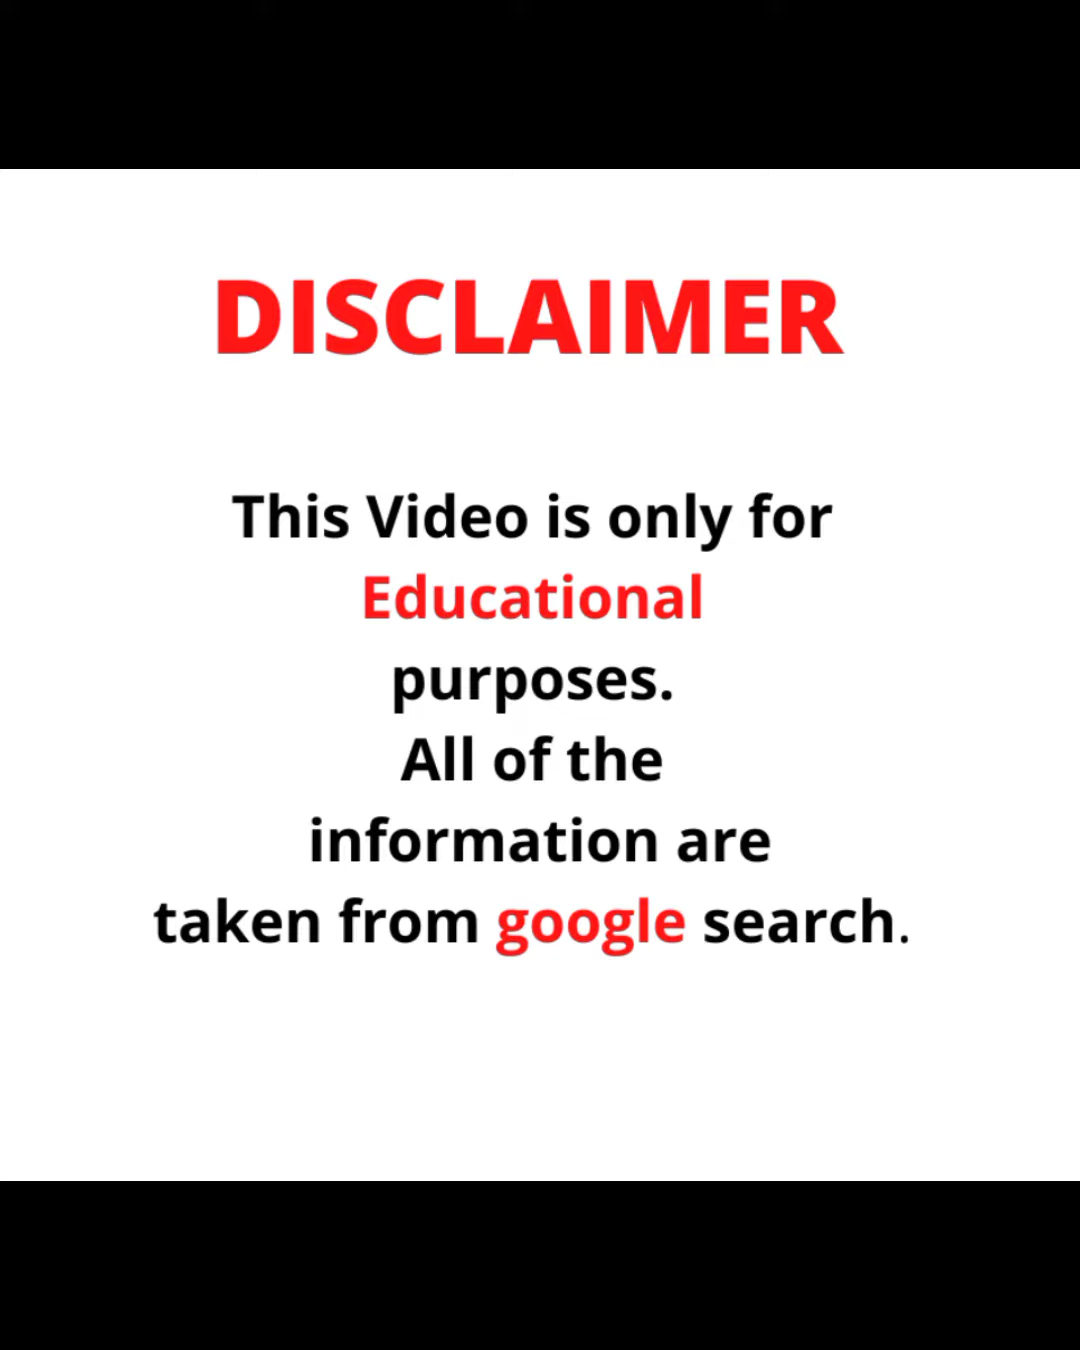 DISCLAIMER
This Video is only for
Educational
purposes.
All of the
information are
taken from google search.